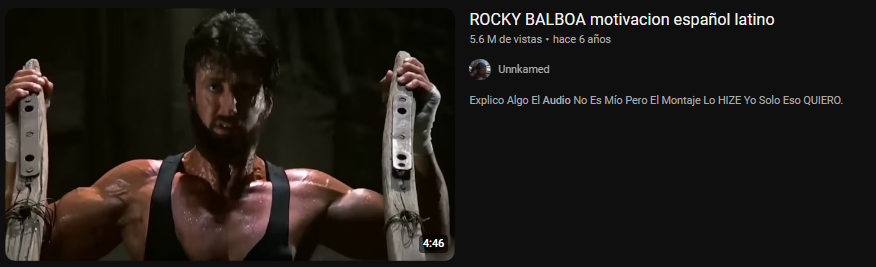 ROCKY BALBOA motivacion español latino
5.6 M de vistas • hace 6 años
Unnkamed
Explico Algo El Audio No Es Mío Pero El Montaje Lo HIZE Yo Solo Eso QUIERO.
4:46